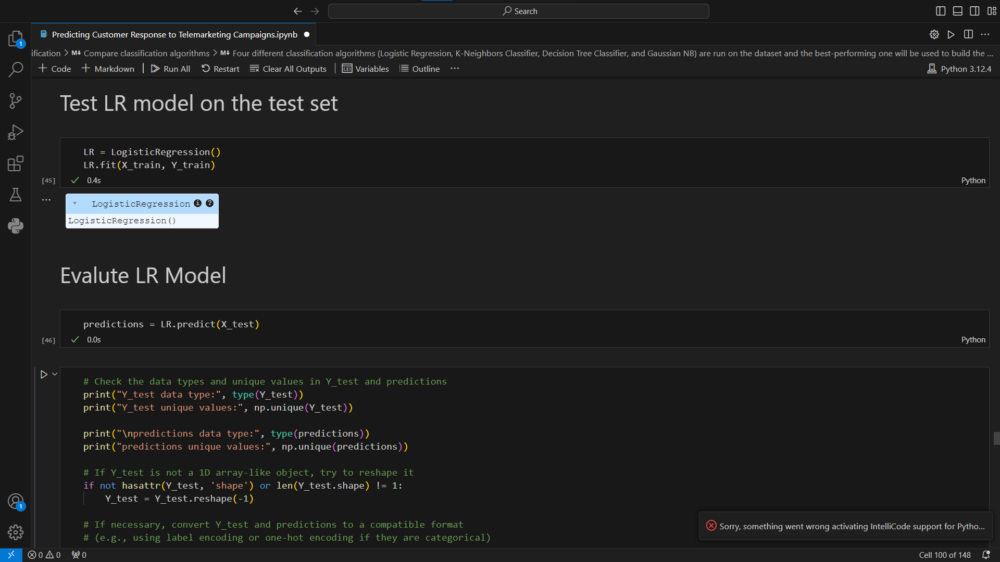 Search
Predicting Customer Response to Telemarketing Campaigns.ipynb
ification > Compare classification algorithms > Four different classification algorithms (Logistic Regression, K-Neighbors Classifier, Decision Tree Classifier, and Gaussian NB) are run on the dataset and the best-performing one will be used to build the ...
+ Code + Markdown Run All Restart Clear All Outputs Variables Outline ... Python 3.12.4
Test LR model on the test set
LR = LogisticRegression()
LR.fit(X_train, Y_train)
[45] 0.4s Python
LogisticRegression
LogisticRegression()
Evalute LR Model
predictions = LR.predict(X_test)
[46] 0.0s Python
# Check the data types and unique values in Y_test and predictions
print("Y_test data type:", type(Y_test))
print("Y_test unique values:", np.unique(Y_test))
print("\npredictions data type:", type(predictions))
print("predictions unique values:", np.unique(predictions))
# If Y_test is not a 1D array-like object, try to reshape it
if not hasattr(Y_test, 'shape') or len(Y_test.shape) != 1:
Y_test = Y_test.reshape(-1)
# If necessary, convert Y_test and predictions to a compatible format
# (e.g., using label encoding or one-hot encoding if they are categorical)
Sorry, something went wrong activating IntelliCode support for Pytho...
1
1
0 0 0 Cell 100 of 148